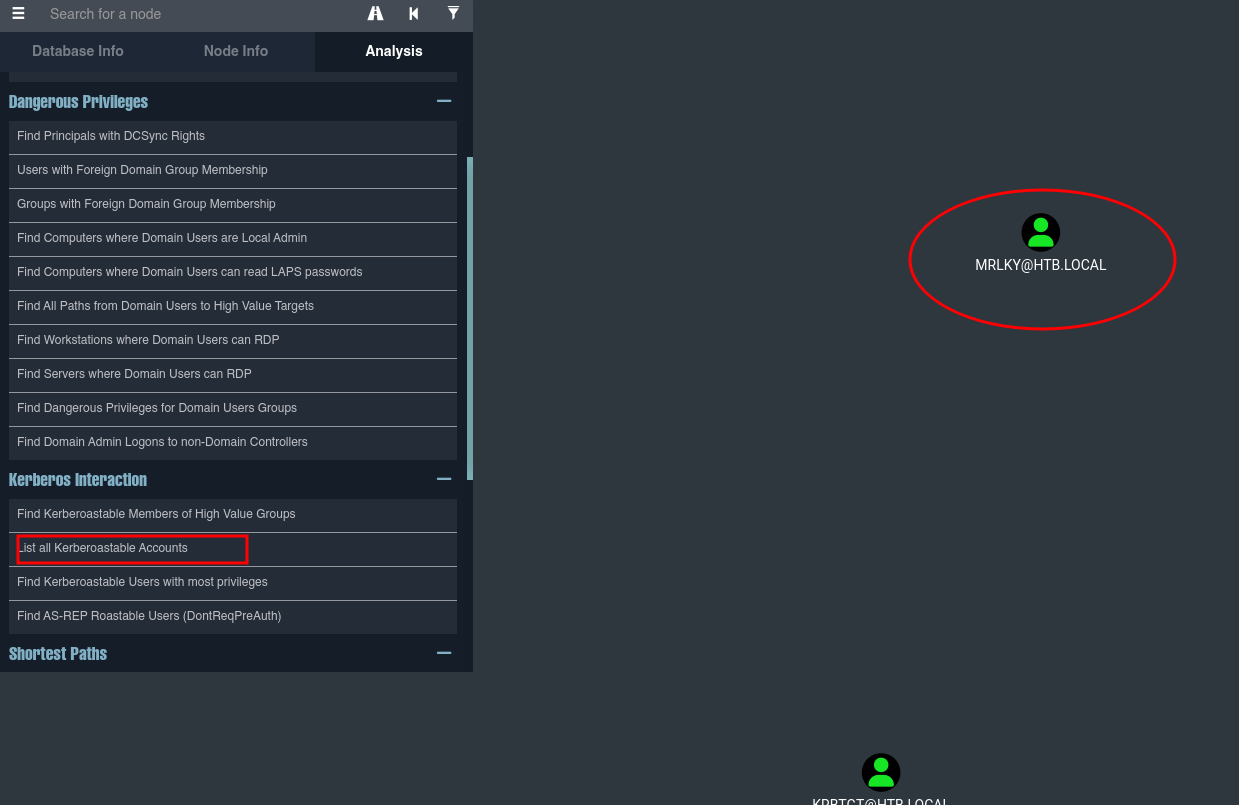 Search for a node
Database Info Node Info Analysis
Dangerous Privileges
Find Principals with DCSync Rights
Users with Foreign Domain Group Membership
Groups with Foreign Domain Group Membership
Find Computers where Domain Users are Local Admin
Find Computers where Domain Users can read LAPS passwords
Find All Paths from Domain Users to High Value Targets
Find Workstations where Domain Users can RDP
Find Servers where Domain Users can RDP
Find Dangerous Privileges for Domain Users Groups
Find Domain Admin Logons to non-Domain Controllers
Kerberos Interaction
Find Kerberoastable Members of High Value Groups
List all Kerberoastable Accounts
Find Kerberoastable Users with most privileges
Find AS-REP Roastable Users (DontReqPreAuth)
Shortest Paths
MRLKY@HTB.LOCAL
KRBTGT@HTB.LOCAL